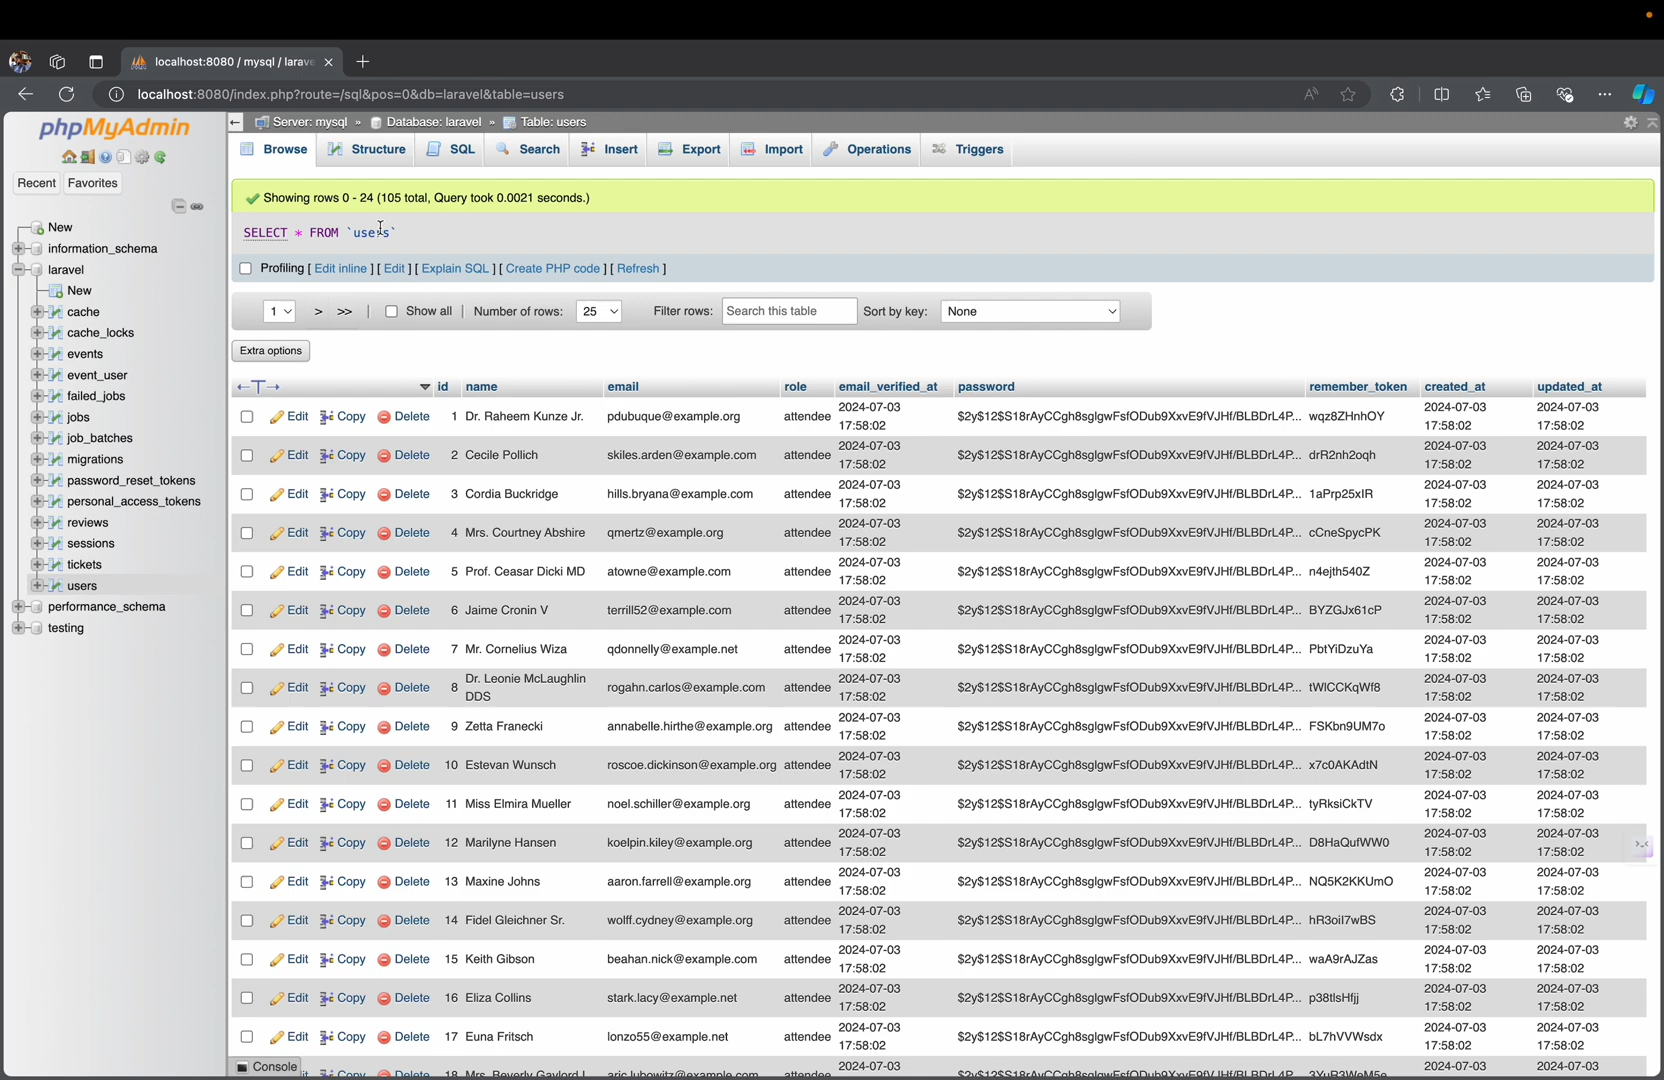 localhost:8080 / mysql / larave
localhost:8080/index.php?route=/sql&pos=0&db=laravel&table=users
phpMyAdmin
Recent Favorites
New
information_schema
laravel
New
cache
cache_locks
events
event_user
failed_jobs
jobs
job_batches
migrations
password_reset_tokens
personal_access_tokens
reviews
sessions
tickets
users
performance_schema
testing
Server: mysql » Database: laravel » Table: users
Browse Structure SQL Search Insert Export Import Operations Triggers
Showing rows 0 - 24 (105 total, Query took 0.0021 seconds.)
SELECT * FROM `users`
Profiling [ Edit inline ] [ Edit ] [ Explain SQL ] [ Create PHP code ] [ Refresh ]
1 > >> | Show all | Number of rows: 25 Filter rows: Search this table Sort by key: None
Extra options
id name email role email_verified_at password remember_token created_at updated_at
Edit Copy Delete 1 Dr. Raheem Kunze Jr. pdubuque@example.org attendee 2024-07-03 17:58:02 $2y$12$S18rAyCCgh8sglgwFsfODub9XxvE9fVJHf/BLBDrL4P... wqz8ZHnhOY 2024-07-03 17:58:02 2024-07-03 17:58:02
Edit Copy Delete 2 Cecile Pollich skiles.arden@example.com attendee 2024-07-03 17:58:02 $2y$12$S18rAyCCgh8sglgwFsfODub9XxvE9fVJHf/BLBDrL4P... drR2nh2oqh 2024-07-03 17:58:02 2024-07-03 17:58:02
Edit Copy Delete 3 Cordia Buckridge hills.bryana@example.com attendee 2024-07-03 17:58:02 $2y$12$S18rAyCCgh8sglgwFsfODub9XxvE9fVJHf/BLBDrL4P... 1aPrp25xIR 2024-07-03 17:58:02 2024-07-03 17:58:02
Edit Copy Delete 4 Mrs. Courtney Abshire qmertz@example.org attendee 2024-07-03 17:58:02 $2y$12$S18rAyCCgh8sglgwFsfODub9XxvE9fVJHf/BLBDrL4P... cCneSpycPK 2024-07-03 17:58:02 2024-07-03 17:58:02
Edit Copy Delete 5 Prof. Ceasar Dicki MD atowne@example.com attendee 2024-07-03 17:58:02 $2y$12$S18rAyCCgh8sglgwFsfODub9XxvE9fVJHf/BLBDrL4P... n4ejth540Z 2024-07-03 17:58:02 2024-07-03 17:58:02
Edit Copy Delete 6 Jaime Cronin V terrill52@example.com attendee 2024-07-03 17:58:02 $2y$12$S18rAyCCgh8sglgwFsfODub9XxvE9fVJHf/BLBDrL4P... BYZGJx61cP 2024-07-03 17:58:02 2024-07-03 17:58:02
Edit Copy Delete 7 Mr. Cornelius Wiza qdonnelly@example.net attendee 2024-07-03 17:58:02 $2y$12$S18rAyCCgh8sglgwFsfODub9XxvE9fVJHf/BLBDrL4P... PbtYiDzuYa 2024-07-03 17:58:02 2024-07-03 17:58:02
Edit Copy Delete 8 Dr. Leonie McLaughlin DDS rogahn.carlos@example.com attendee 2024-07-03 17:58:02 $2y$12$S18rAyCCgh8sglgwFsfODub9XxvE9fVJHf/BLBDrL4P... tWlCCKqWf8 2024-07-03 17:58:02 2024-07-03 17:58:02
Edit Copy Delete 9 Zetta Franecki annabelle.hirthe@example.org attendee 2024-07-03 17:58:02 $2y$12$S18rAyCCgh8sglgwFsfODub9XxvE9fVJHf/BLBDrL4P... FSKbn9UM7o 2024-07-03 17:58:02 2024-07-03 17:58:02
Edit Copy Delete 10 Estevan Wunsch roscoe.dickinson@example.org attendee 2024-07-03 17:58:02 $2y$12$S18rAyCCgh8sglgwFsfODub9XxvE9fVJHf/BLBDrL4P... x7c0AKAdtN 2024-07-03 17:58:02 2024-07-03 17:58:02
Edit Copy Delete 11 Miss Elmira Mueller noel.schiller@example.org attendee 2024-07-03 17:58:02 $2y$12$S18rAyCCgh8sglgwFsfODub9XxvE9fVJHf/BLBDrL4P... tyRksiCkTV 2024-07-03 17:58:02 2024-07-03 17:58:02
Edit Copy Delete 12 Marilyne Hansen koelpin.kiley@example.org attendee 2024-07-03 17:58:02 $2y$12$S18rAyCCgh8sglgwFsfODub9XxvE9fVJHf/BLBDrL4P... D8HaQufWW0 2024-07-03 17:58:02 2024-07-03 17:58:02
Edit Copy Delete 13 Maxine Johns aaron.farrell@example.org attendee 2024-07-03 17:58:02 $2y$12$S18rAyCCgh8sglgwFsfODub9XxvE9fVJHf/BLBDrL4P... NQ5K2KKUmO 2024-07-03 17:58:02 2024-07-03 17:58:02
Edit Copy Delete 14 Fidel Gleichner Sr. wolff.cydney@example.org attendee 2024-07-03 17:58:02 $2y$12$S18rAyCCgh8sglgwFsfODub9XxvE9fVJHf/BLBDrL4P... hR3oil7wBS 2024-07-03 17:58:02 2024-07-03 17:58:02
Edit Copy Delete 15 Keith Gibson beahan.nick@example.com attendee 2024-07-03 17:58:02 $2y$12$S18rAyCCgh8sglgwFsfODub9XxvE9fVJHf/BLBDrL4P... waA9rAJZas 2024-07-03 17:58:02 2024-07-03 17:58:02
Edit Copy Delete 16 Eliza Collins stark.lacy@example.net attendee 2024-07-03 17:58:02 $2y$12$S18rAyCCgh8sglgwFsfODub9XxvE9fVJHf/BLBDrL4P... p38tlsHfjj 2024-07-03 17:58:02 2024-07-03 17:58:02
Edit Copy Delete 17 Euna Fritsch lonzo55@example.net attendee 2024-07-03 17:58:02 $2y$12$S18rAyCCgh8sglgwFsfODub9XxvE9fVJHf/BLBDrL4P... bL7hVVWsdx 2024-07-03 17:58:02 2024-07-03 17:58:02
18 Mrs. Beverly Gaylord attendee 2024-07-03 2024-07-03 2024-07-03
Console